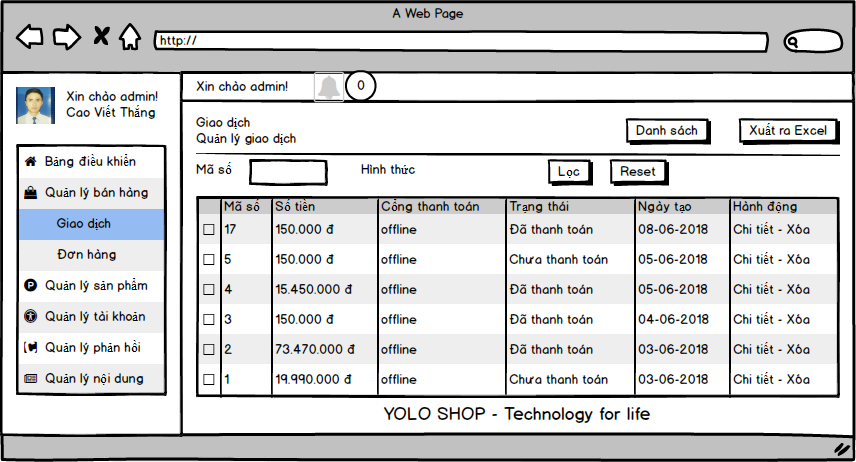 A Web Page
http://
Xin chào admin!
Cao Viết Thắng
Bảng điều khiển
Quản lý bán hàng
Giao dịch
Đơn hàng
Quản lý sản phẩm
Quản lý tài khoản
Quản lý phản hồi
Quản lý nội dung
Xin chào admin! 0
Giao dịch
Quản lý giao dịch
Danh sách Xuất ra Excel
Mã số Hình thức Lọc Reset
Mã số Số tiền Cổng thanh toán Trạng thái Ngày tạo Hành động
17 150.000 đ offline Đã thanh toán 08-06-2018 Chi tiết - Xóa
5 150.000 đ offline Chưa thanh toán 05-06-2018 Chi tiết - Xóa
4 15.450.000 đ offline Đã thanh toán 05-06-2018 Chi tiết - Xóa
3 150.000 đ offline Đã thanh toán 04-06-2018 Chi tiết - Xóa
2 73.470.000 đ offline Đã thanh toán 03-06-2018 Chi tiết - Xóa
1 19.990.000 đ offline Chưa thanh toán 03-06-2018 Chi tiết - Xóa
YOLO SHOP - Technology for life